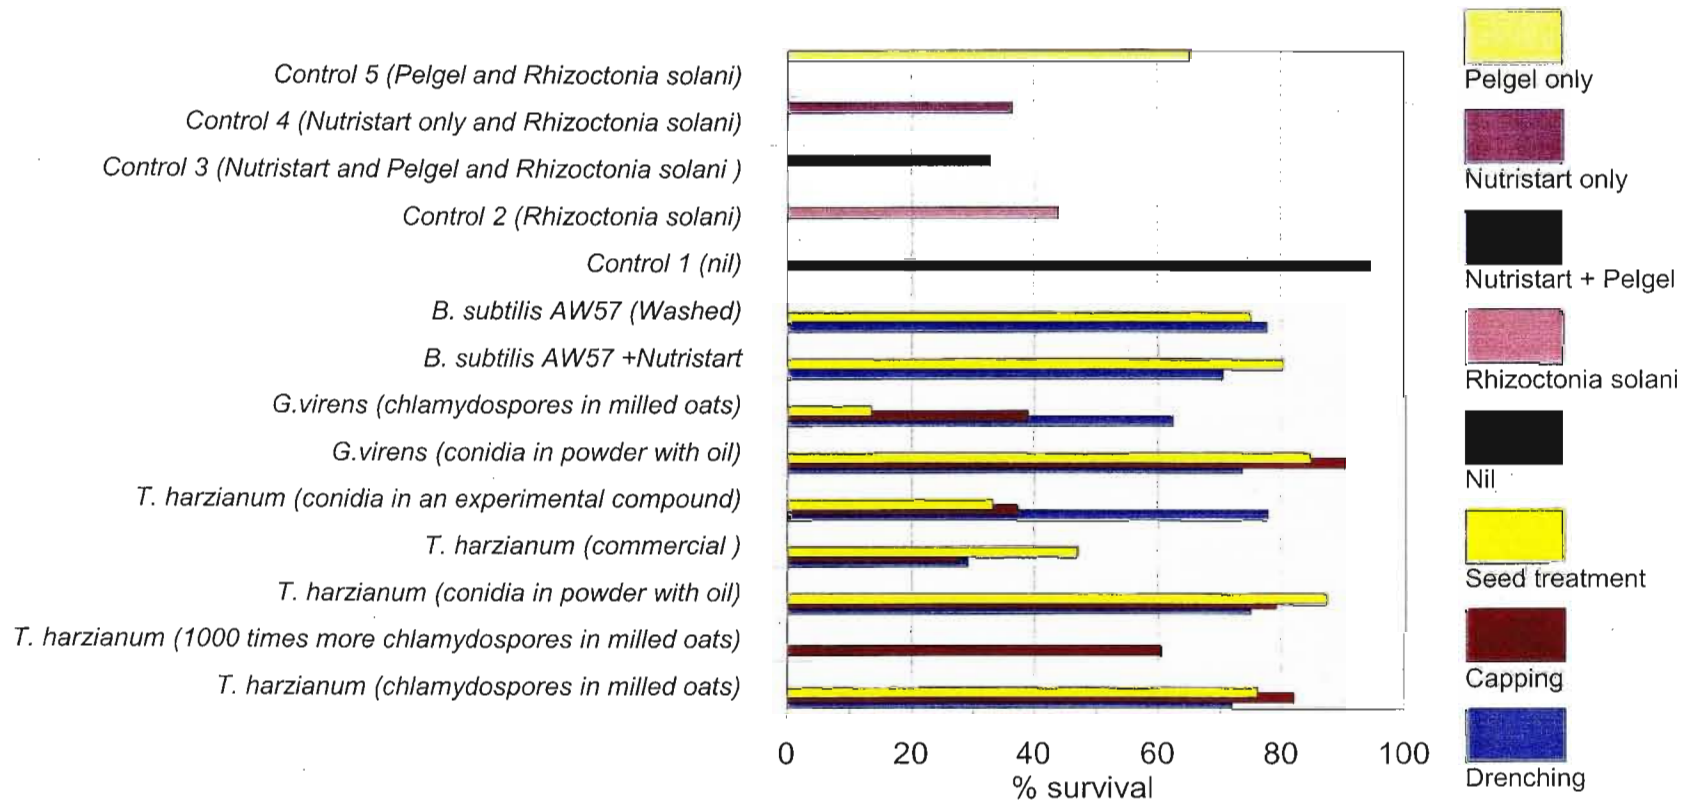 Control 5 (Pelgel and Rhizoctonia solani)
Control 4 (Nutristart only and Rhizoctonia solani)
Control 3 (Nutristart and Pelgel and Rhizoctonia solani )
Control 2 (Rhizoctonia solani)
Control 1 (nil)
B. subtilis AW57 (Washed)
B. subtilis AW57 +Nutristart
G.virens (chlamydospores in milled oats)
G.virens (conidia in powder with oil)
T. harzianum (conidia in an experimental compound)
T. harzianum (commercial )
T. harzianum (conidia in powder with oil)
T. harzianum (1000 times more chlamydospores in milled oats)
T. harzianum (chlamydospores in milled oats)
0 20 40 60 80 100
% survival
Pelgel only
Nutristart only
Nutristart + Pelgel
Rhizoctonia solani
Nil
Seed treatment
Capping
Drenching